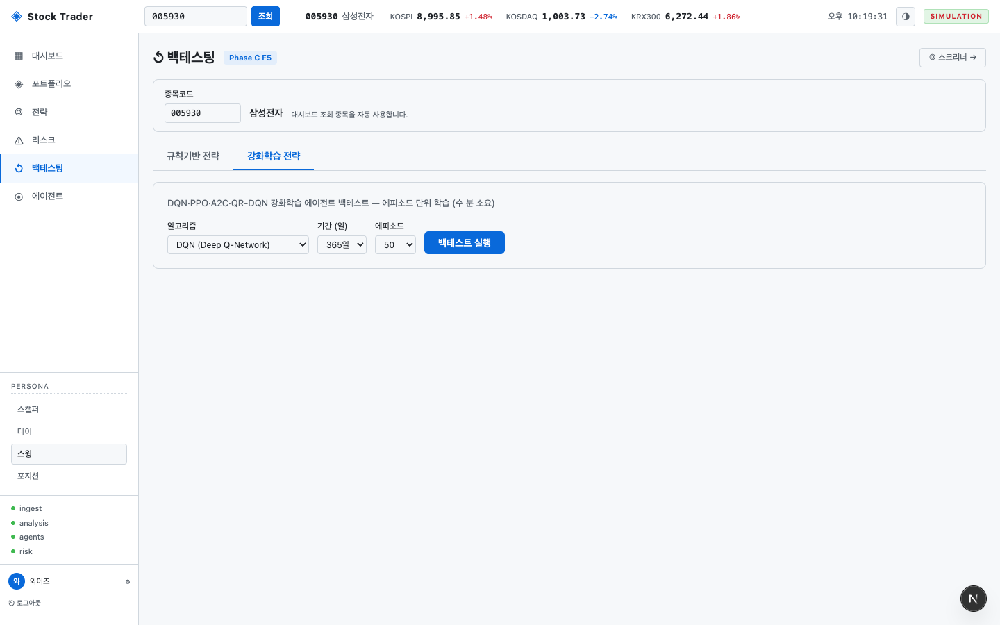 Stock Trader
005930
조회
005930 삼성전자
KOSPI 8,995.85 +1.48%
KOSDAQ 1,003.73 −2.74%
KRX300 6,272.44 +1.86%
오후 10:19:31
SIMULATION
대시보드
포트폴리오
전략
리스크
백테스팅
에이전트
PERSONA
스캘퍼
데이
스윙
포지션
ingest
analysis
agents
risk
와 와이즈
로그아웃
백테스팅 Phase C F5
스크리너 →
종목코드
005930 삼성전자 대시보드 조회 종목을 자동 사용합니다.
규칙기반 전략 강화학습 전략
DQN·PPO·A2C·QR-DQN 강화학습 에이전트 백테스트 — 에피소드 단위 학습 (수 분 소요)
알고리즘 기간 (일) 에피소드
DQN (Deep Q-Network) 365일 50 백테스트 실행
N